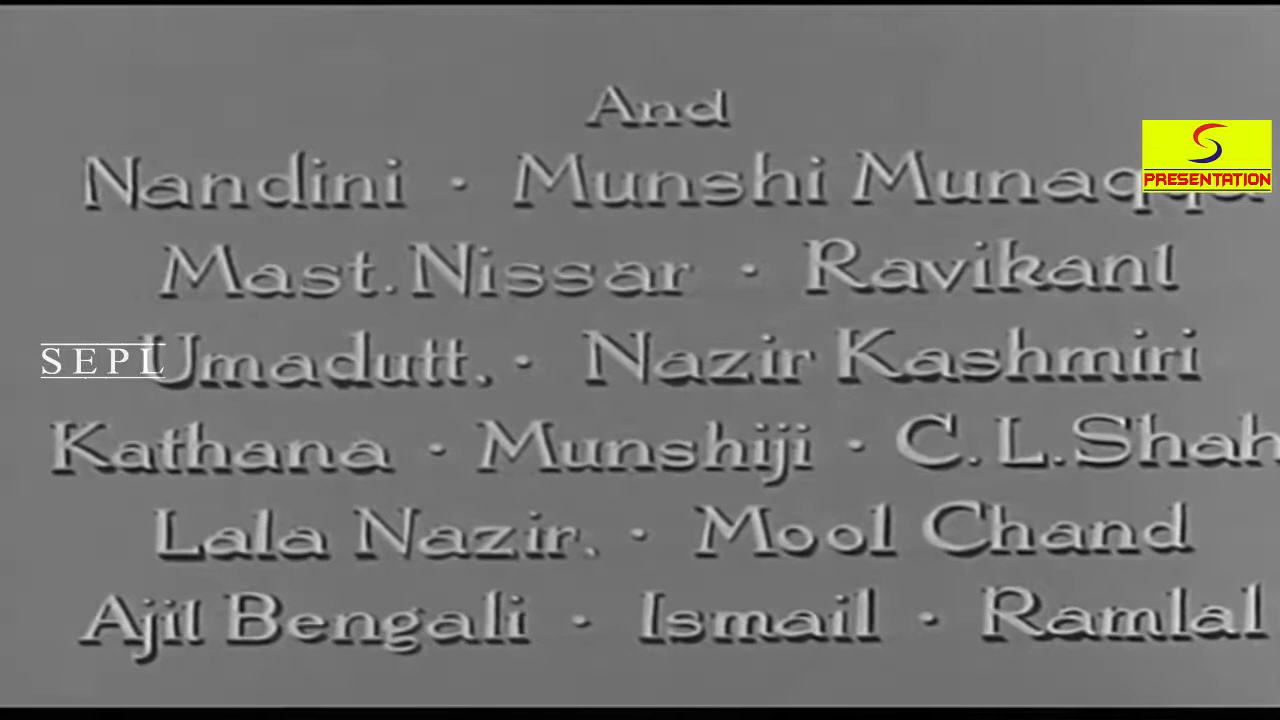 And
Nandini · Munshi
Mast. Nissar · Ravikant
Umadutt. · Nazir Kashmiri
Kathana · Munshiji · C. L. Shah
Lala Nazir. · Mool Chand
Ajit Bengali · Ismail · Ramlal
PRESENTATION
SEPL